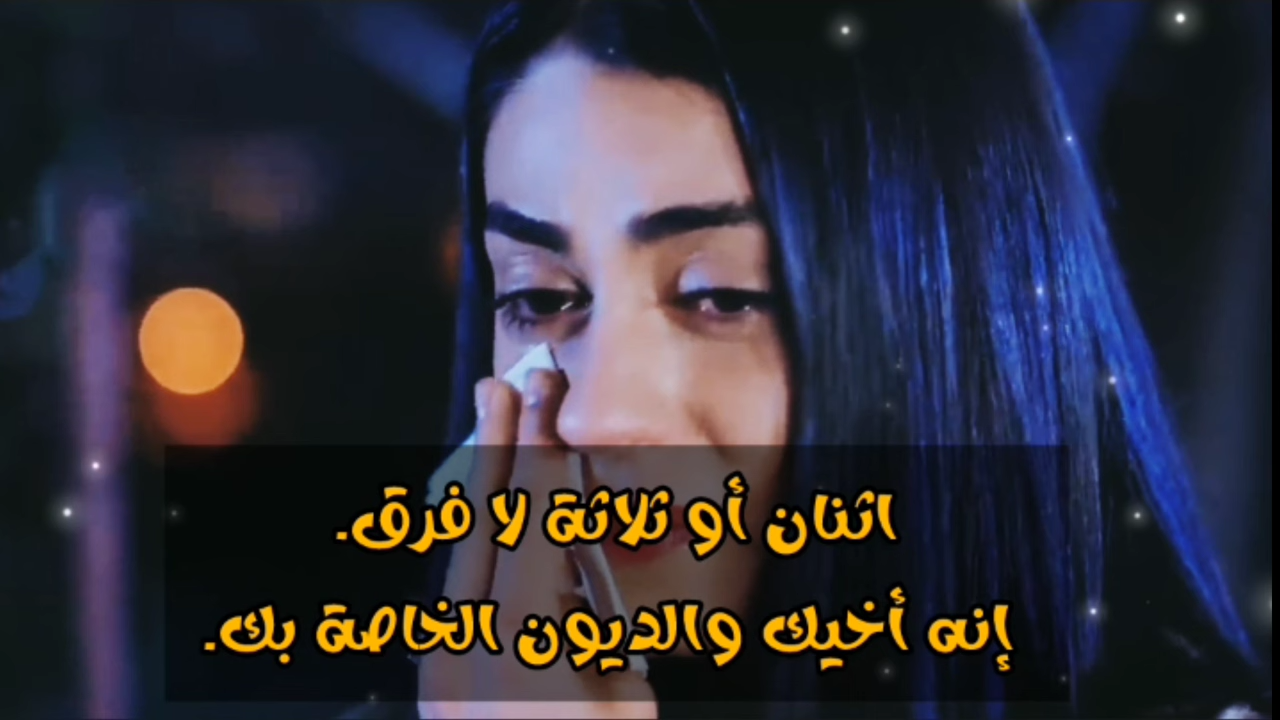 اثنان أو ثلاثة لا فرق.
إنه أخيك والديون الخاصة بك.